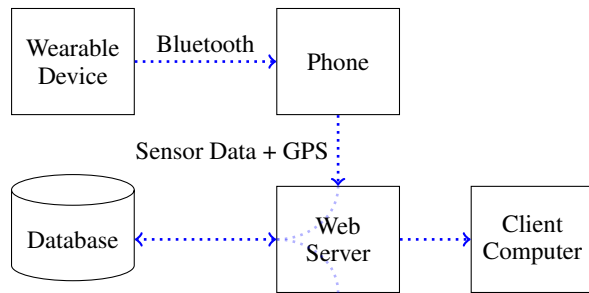 Wearable
Device
Bluetooth
Phone
Sensor Data + GPS
Database
Web
Server
Client
Computer